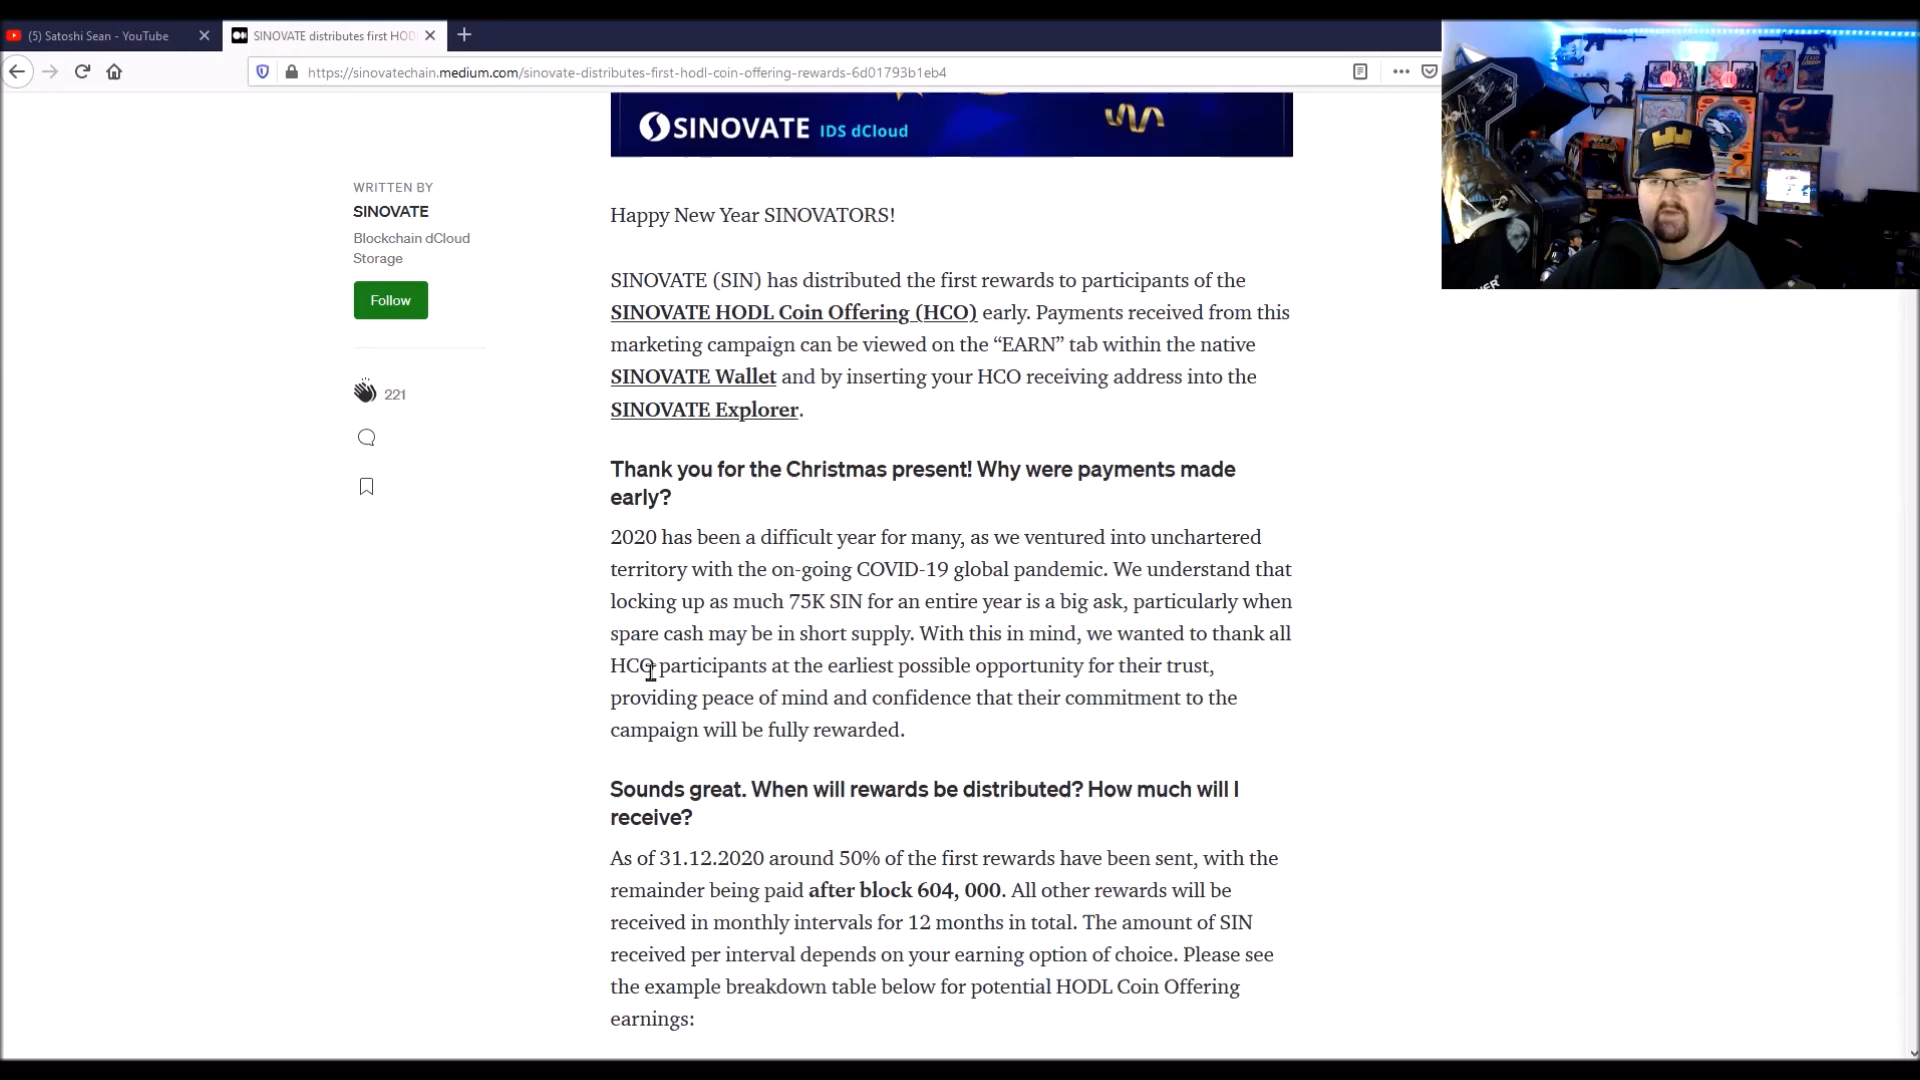 (5) Satoshi Sean - YouTube
SINOVATE distributes first HOD
https://sinovatechain.medium.com/sinovate-distributes-first-hodl-coin-offering-rewards-6d01793b1eb4
SINOVATE IDS dCloud
WRITTEN BY
SINOVATE
Blockchain dCloud
Storage
Follow
221
Happy New Year SINOVATORS!
SINOVATE (SIN) has distributed the first rewards to participants of the
SINOVATE HODL Coin Offering (HCO) early. Payments received from this
marketing campaign can be viewed on the “EARN” tab within the native
SINOVATE Wallet and by inserting your HCO receiving address into the
SINOVATE Explorer.
Thank you for the Christmas present! Why were payments made
early?
2020 has been a difficult year for many, as we ventured into unchartered
territory with the on-going COVID-19 global pandemic. We understand that
locking up as much 75K SIN for an entire year is a big ask, particularly when
spare cash may be in short supply. With this in mind, we wanted to thank all
HCO participants at the earliest possible opportunity for their trust,
providing peace of mind and confidence that their commitment to the
campaign will be fully rewarded.
Sounds great. When will rewards be distributed? How much will I
receive?
As of 31.12.2020 around 50% of the first rewards have been sent, with the
remainder being paid after block 604, 000. All other rewards will be
received in monthly intervals for 12 months in total. The amount of SIN
received per interval depends on your earning option of choice. Please see
the example breakdown table below for potential HODL Coin Offering
earnings: